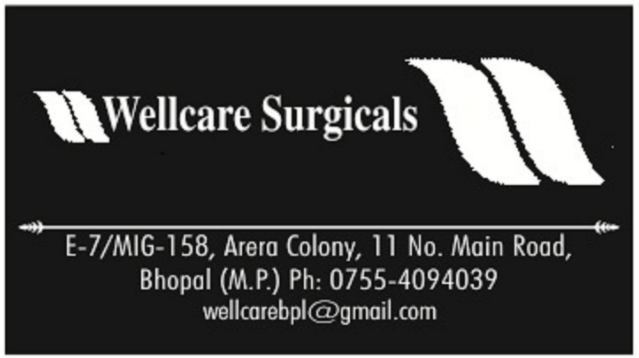 Wellcare Surgicals
E-7/MIG-158, Arera Colony, 11 No. Main Road,
Bhopal (M.P.) Ph: 0755-4094039
wellcarebpl@gmail.com